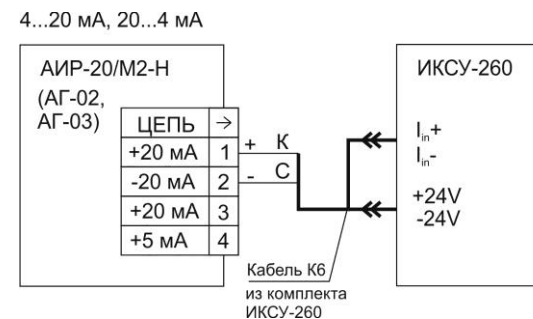 4...20 мА, 20...4 мА
АИР-20/М2-Н
(АГ-02,
АГ-03)
ЦЕПЬ →
+20 мА 1 + К
-20 мА 2 - С
+20 мА 3
+5 мА 4
Кабель К6
из комплекта
ИКСУ-260
ИКСУ-260
Iin+
Iin-
+24V
-24V